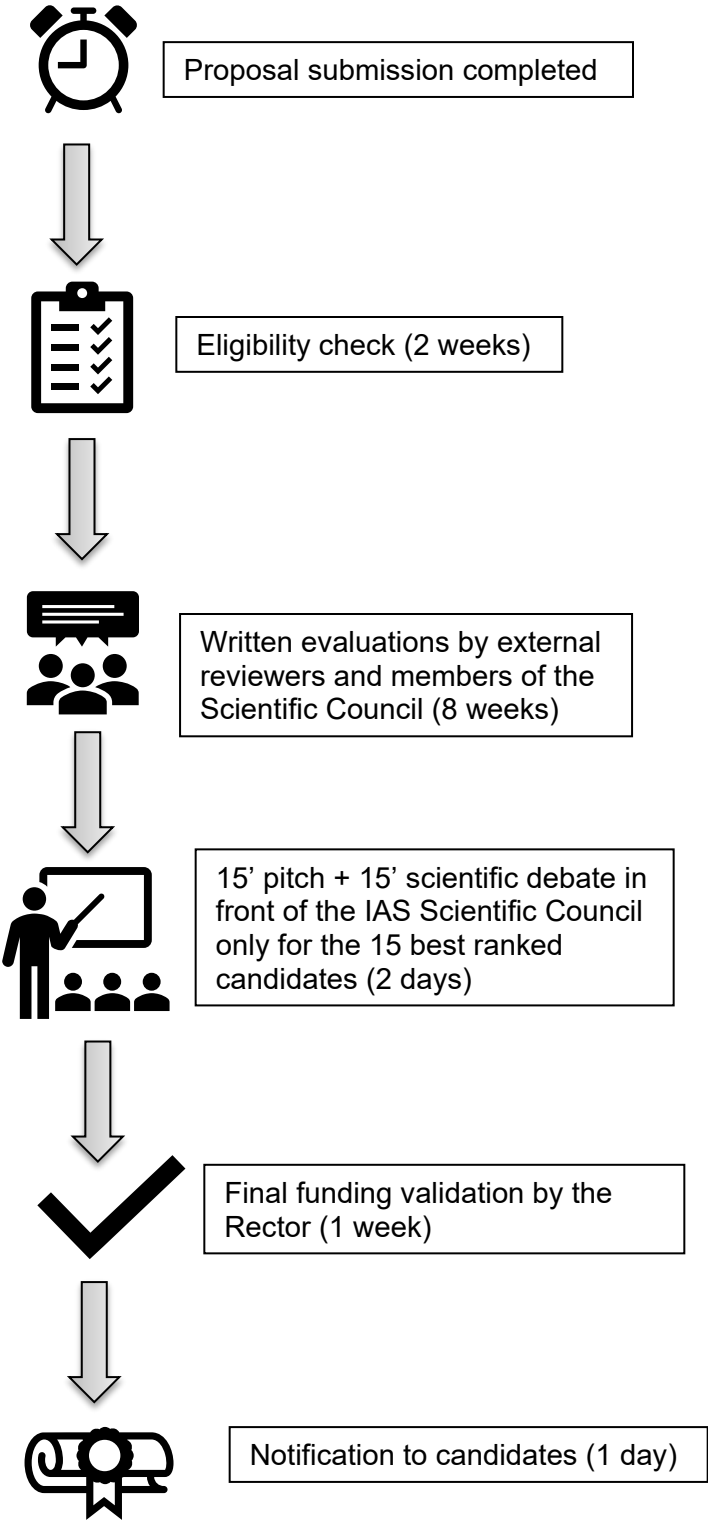 Proposal submission completed
Eligibility check (2 weeks)
Written evaluations by external
reviewers and members of the
Scientific Council (8 weeks)
15’ pitch + 15’ scientific debate in
front of the IAS Scientific Council
only for the 15 best ranked
candidates (2 days)
Final funding validation by the
Rector (1 week)
Notification to candidates (1 day)